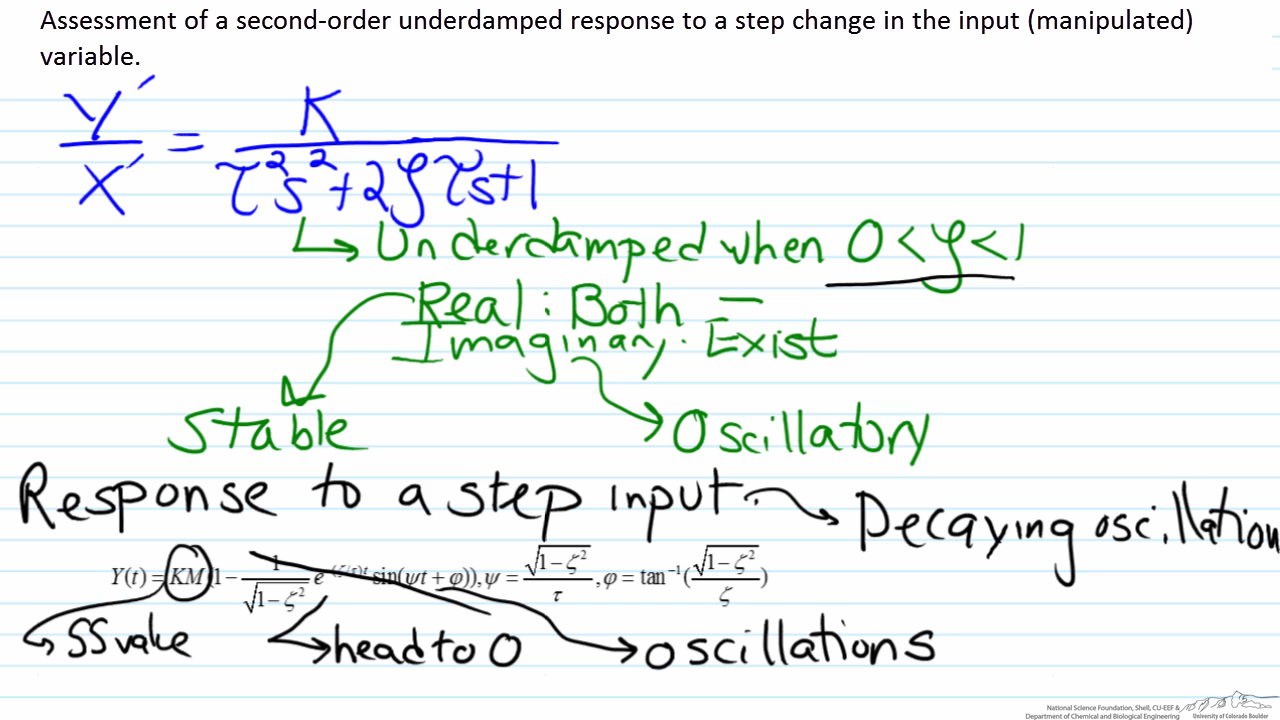 Assessment of a second-order underdamped response to a step change in the input (manipulated)
variable.
Y′/X′ = K/(τ²s²+2ζτs+1)
↳ Underdamped when 0<ζ<1
Real : Both
Imaginary: Exist
Stable
Oscillatory
Response to a step input
Decaying oscillation
Y(t) = KM(1 − 1/√(1−ζ²) e^(-(ζ/τ)t) sin(ψt + φ)), ψ = √(1−ζ²)/τ, φ = tan⁻¹(√(1−ζ²)/ζ)
SS value
head to 0
oscillations
National Science Foundation, Shell, CU-EEF &
Department of Chemical and Biological Engineering
University of Colorado Boulder